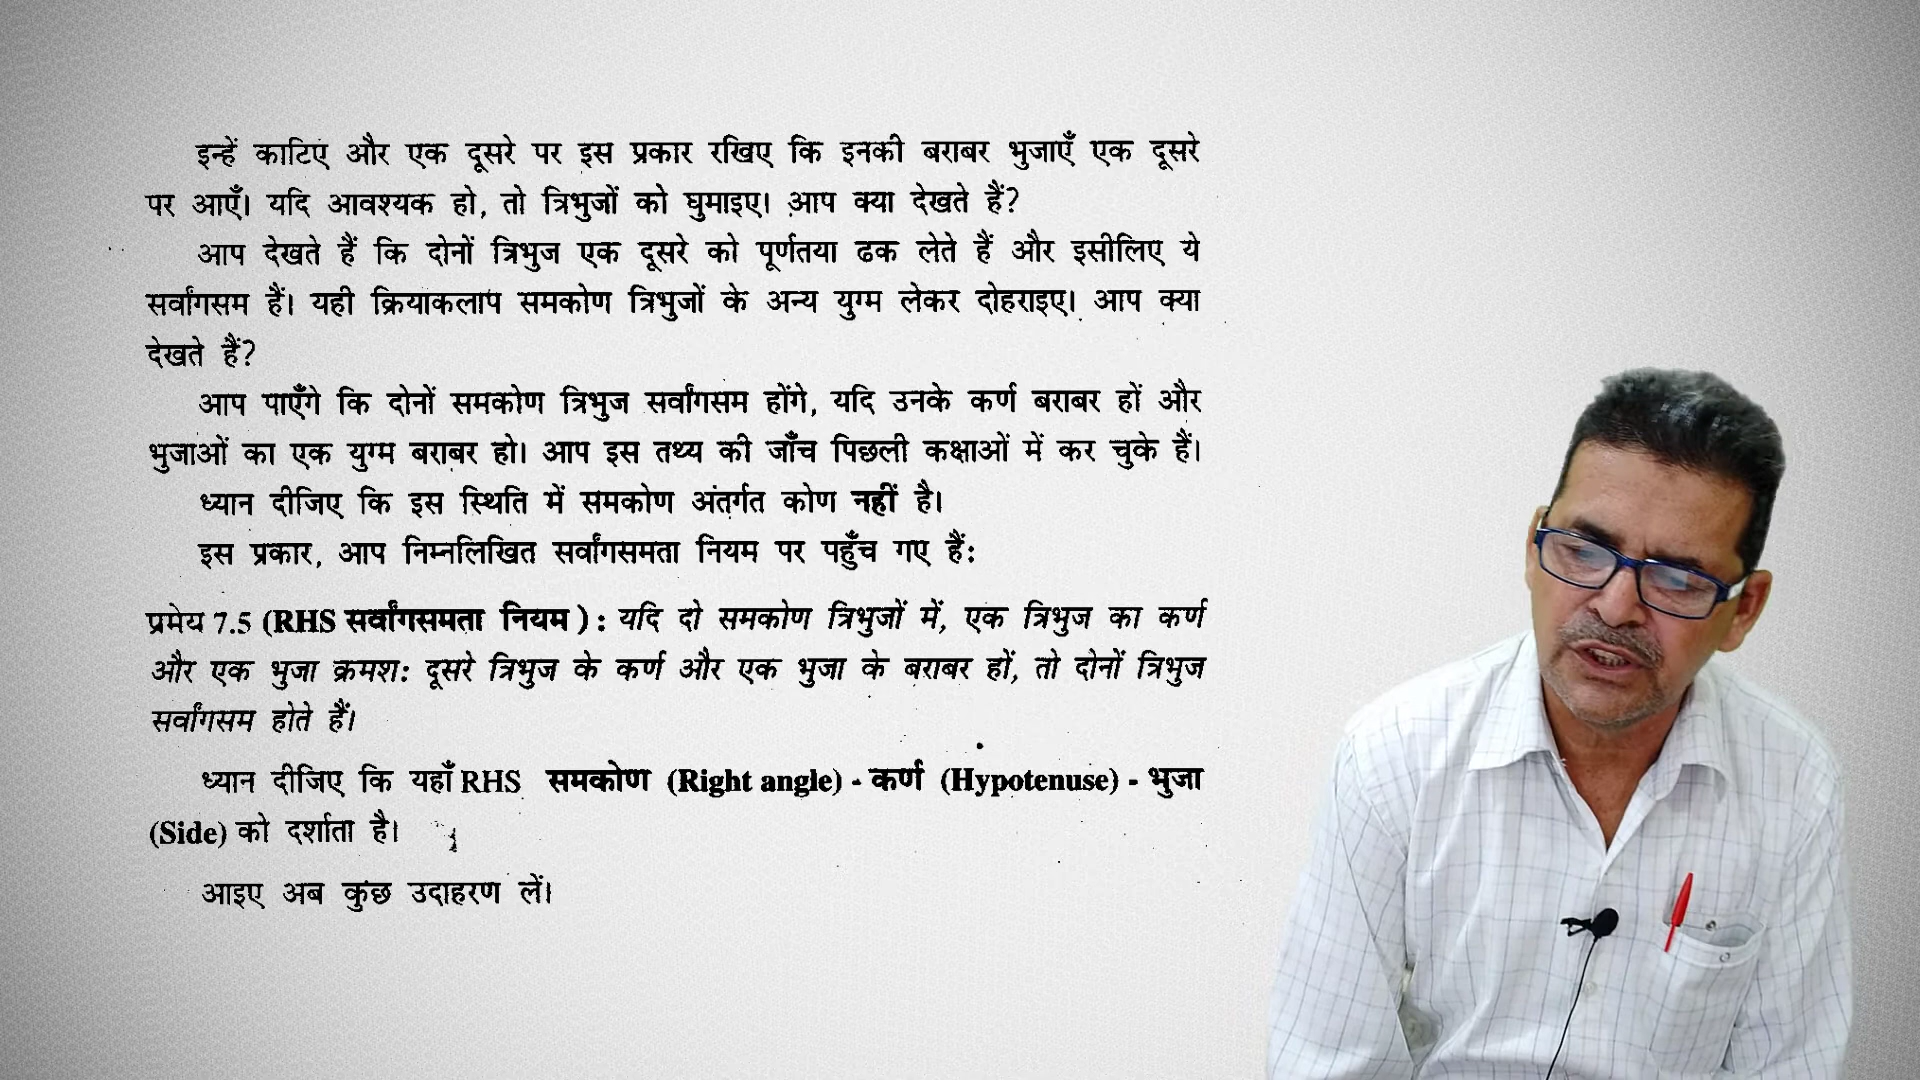 इन्हें काटिए और एक दूसरे पर इस प्रकार रखिए कि इनकी बराबर भुजाएँ एक दूसरे
पर आएँ। यदि आवश्यक हो, तो त्रिभुजों को घुमाइए। आप क्या देखते हैं?
आप देखते हैं कि दोनों त्रिभुज एक दूसरे को पूर्णतया ढक लेते हैं और इसीलिए ये
सर्वांगसम हैं। यही क्रियाकलाप समकोण त्रिभुजों के अन्य युग्म लेकर दोहराइए। आप क्या
देखते हैं?
आप पाएँगे कि दोनों समकोण त्रिभुज सर्वांगसम होंगे, यदि उनके कर्ण बराबर हों और
भुजाओं का एक युग्म बराबर हो। आप इस तथ्य की जाँच पिछली कक्षाओं में कर चुके हैं।
ध्यान दीजिए कि इस स्थिति में समकोण अंतर्गत कोण नहीं है।
इस प्रकार, आप निम्नलिखित सर्वांगसमता नियम पर पहुँच गए हैं:
प्रमेय 7.5 (RHS सर्वांगसमता नियम ) : यदि दो समकोण त्रिभुजों में, एक त्रिभुज का कर्ण
और एक भुजा क्रमश: दूसरे त्रिभुज के कर्ण और एक भुजा के बराबर हों, तो दोनों त्रिभुज
सर्वांगसम होते हैं।
ध्यान दीजिए कि यहाँ RHS समकोण (Right angle) - कर्ण (Hypotenuse) - भुजा
(Side) को दर्शाता है।
आइए अब कुछ उदाहरण लें।